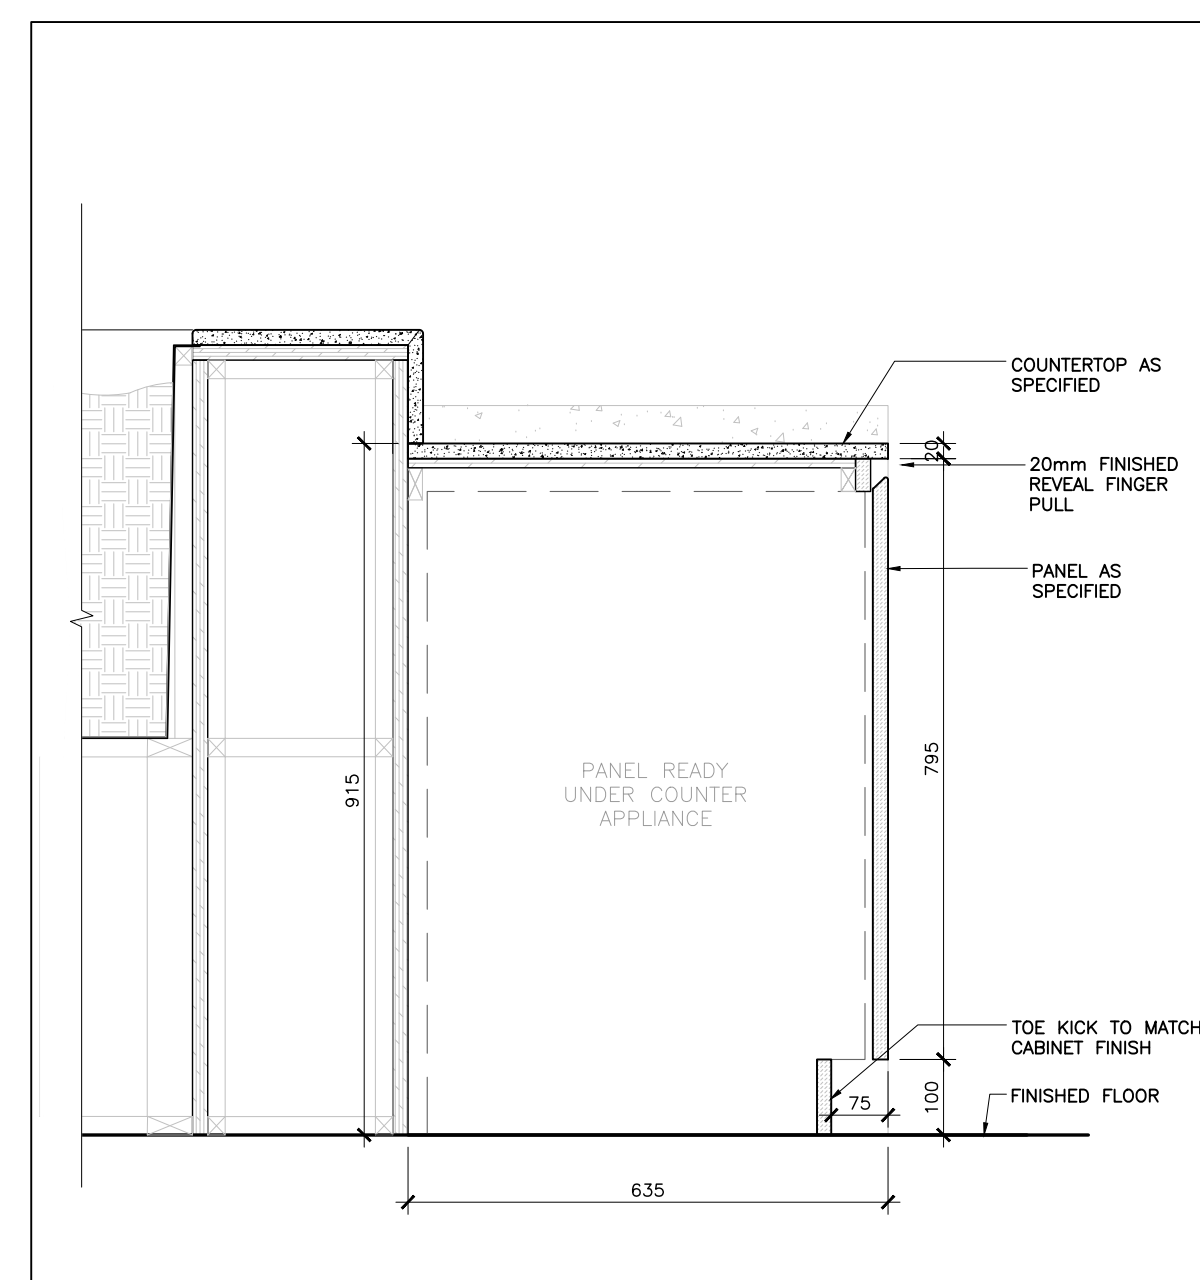 COUNTERTOP AS
SPECIFIED
20
20mm FINISHED
REVEAL FINGER
PULL
PANEL AS
SPECIFIED
915
PANEL READY
UNDER COUNTER
APPLIANCE
795
TOE KICK TO MATCH
CABINET FINISH
75
100
FINISHED FLOOR
635